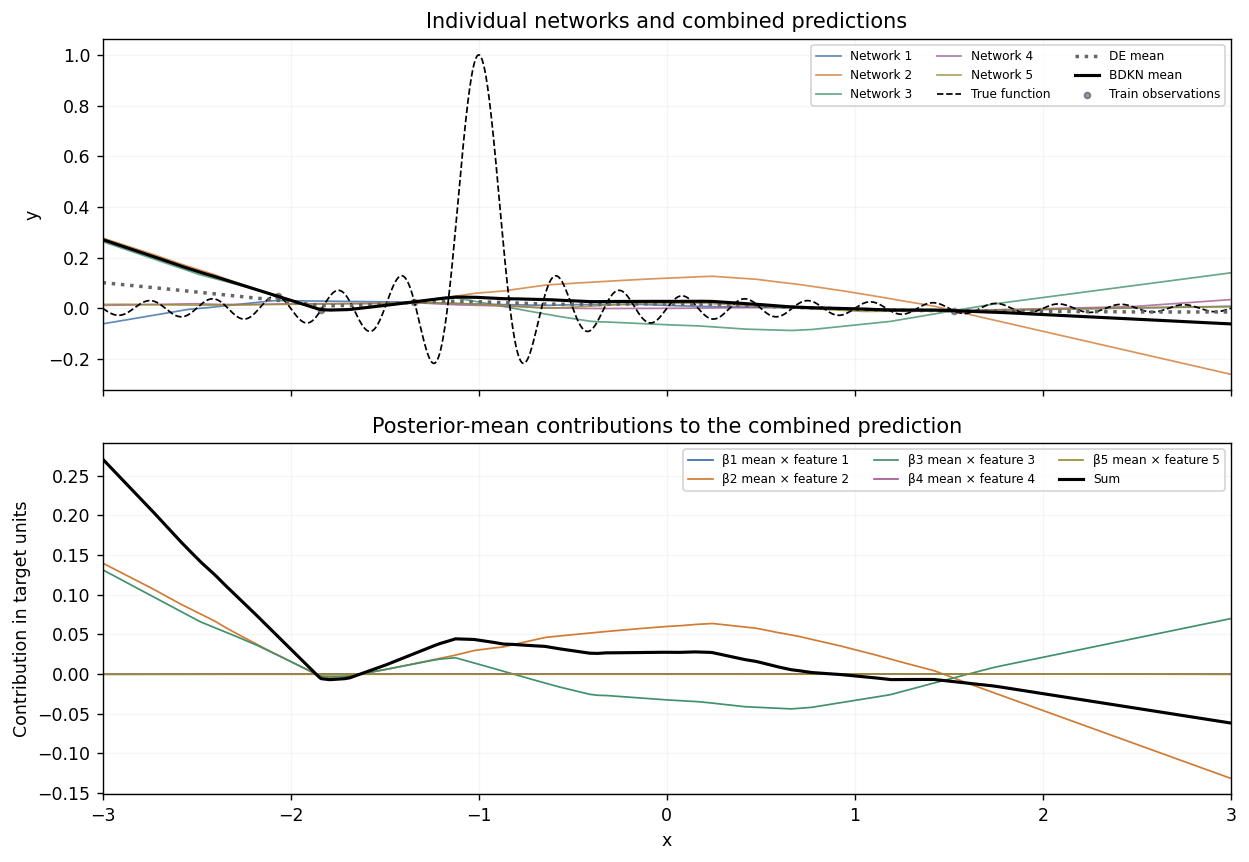 Individual networks and combined predictions
Network 1
Network 2
Network 3
Network 4
Network 5
True function
DE mean
BDKN mean
Train observations
y
1.0
0.8
0.6
0.4
0.2
0.0
−0.2
Posterior-mean contributions to the combined prediction
β1 mean × feature 1
β2 mean × feature 2
β3 mean × feature 3
β4 mean × feature 4
β5 mean × feature 5
Sum
Contribution in target units
0.25
0.20
0.15
0.10
0.05
0.00
−0.05
−0.10
−0.15
−3
−2
−1
0
1
2
3
x